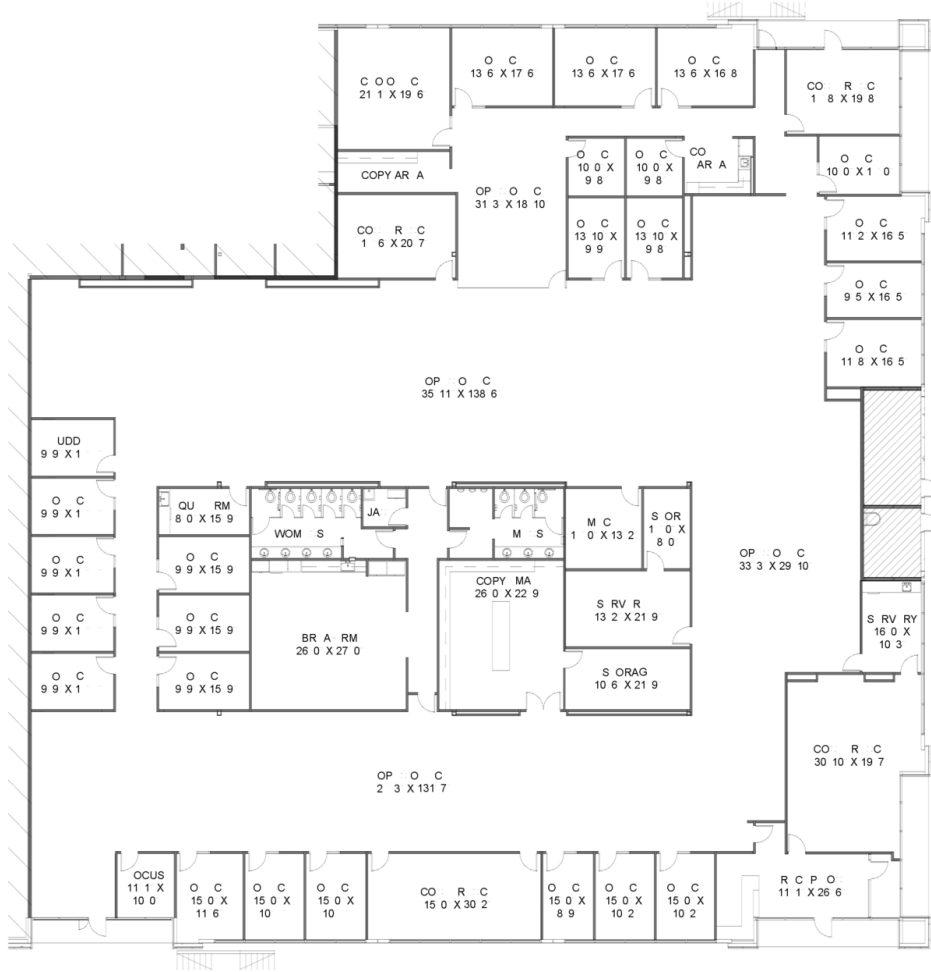 C O O C
21 1 X 19 6
O C
13 6 X 17 6
O C
13 6 X 17 6
O C
13 6 X 16 8
CO R C
1 8 X 19 8
COPY AR A
O C
10 0 X
9 8
O C
10 0 X
9 8
CO
AR A
O C
10 0 X 1 0
OP O C
31 3 X 18 10
CO R C
1 6 X 20 7
O C
13 10 X
9 9
O C
13 10 X
9 8
O C
11 2 X 16 5
O C
9 5 X 16 5
O C
11 8 X 16 5
OP O C
35 11 X 138 6
UDD
9 9 X 1
O C
9 9 X 1
QU RM
8 0 X 15 9
WOM S
JA
M S
M C
1 0 X 13 2
S OR
1 0 X
8 0
O C
9 9 X 1
O C
9 9 X 15 9
OP O C
33 3 X 29 10
COPY MA
26 0 X 22 9
S RV R
13 2 X 21 9
O C
9 9 X 1
O C
9 9 X 15 9
BR A RM
26 0 X 27 0
S RV RY
16 0 X
10 3
O C
9 9 X 1
O C
9 9 X 15 9
S ORAG
10 6 X 21 9
CO R C
30 10 X 19 7
OP O C
2 3 X 131 7
OCUS
11 1 X
10 0
O C
15 0 X
11 6
O C
15 0 X
10
O C
15 0 X
10
CO R C
15 0 X 30 2
O C
15 0 X
8 9
O C
15 0 X
10 2
O C
15 0 X
10 2
R C P O
11 1 X 26 6